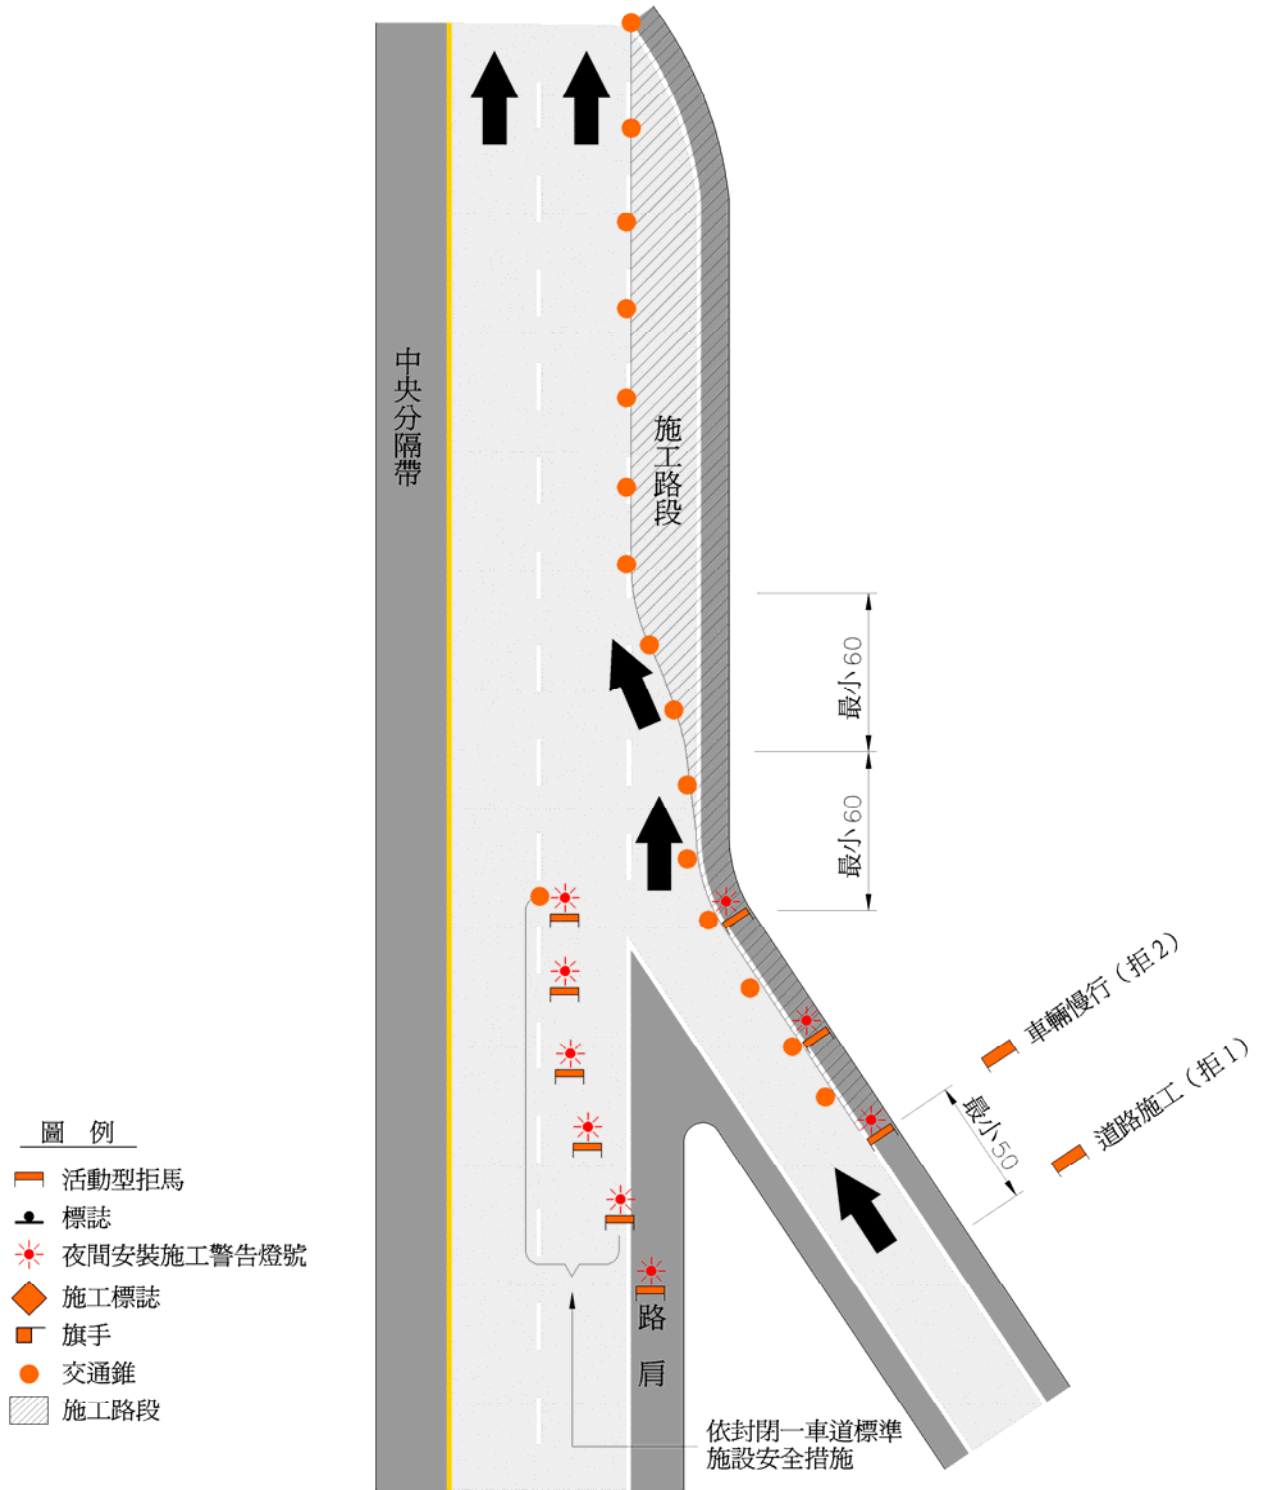 中央分隔帶
施工路段
最小60
最小60
車輛慢行（拒2）
道路施工（拒1）
最小50
圖 例
活動型拒馬
標誌
夜間安裝施工警告燈號
施工標誌
旗手
交通錐
施工路段
路肩
依封閉一車道標準
施設安全措施